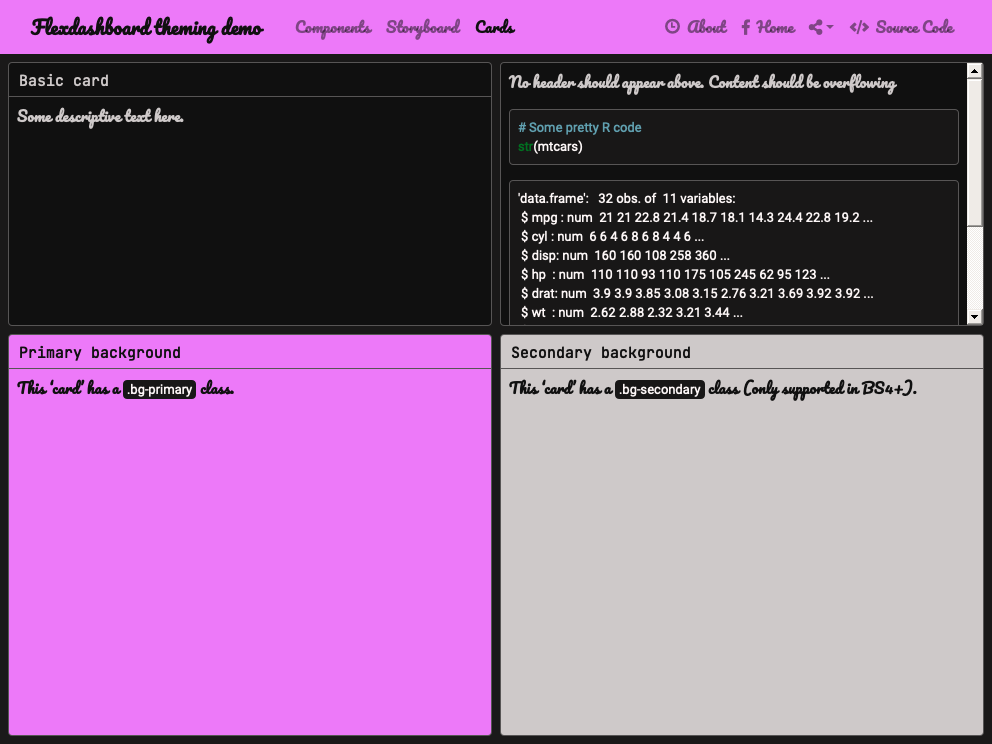 Flexdashboard theming demo Components Storyboard Cards About Home Source Code
Basic card
Some descriptive text here.
No header should appear above. Content should be overflowing
# Some pretty R code
str(mtcars)
'data.frame': 32 obs. of 11 variables:
$ mpg : num 21 21 22.8 21.4 18.7 18.1 14.3 24.4 22.8 19.2 ...
$ cyl : num 6 6 4 6 8 6 8 4 4 6 ...
$ disp: num 160 160 108 258 360 ...
$ hp : num 110 110 93 110 175 105 245 62 95 123 ...
$ drat: num 3.9 3.9 3.85 3.08 3.15 2.76 3.21 3.69 3.92 3.92 ...
$ wt : num 2.62 2.88 2.32 3.21 3.44 ...
Primary background
This ‘card’ has a .bg-primary class.
Secondary background
This ‘card’ has a .bg-secondary class (only supported in BS4+).